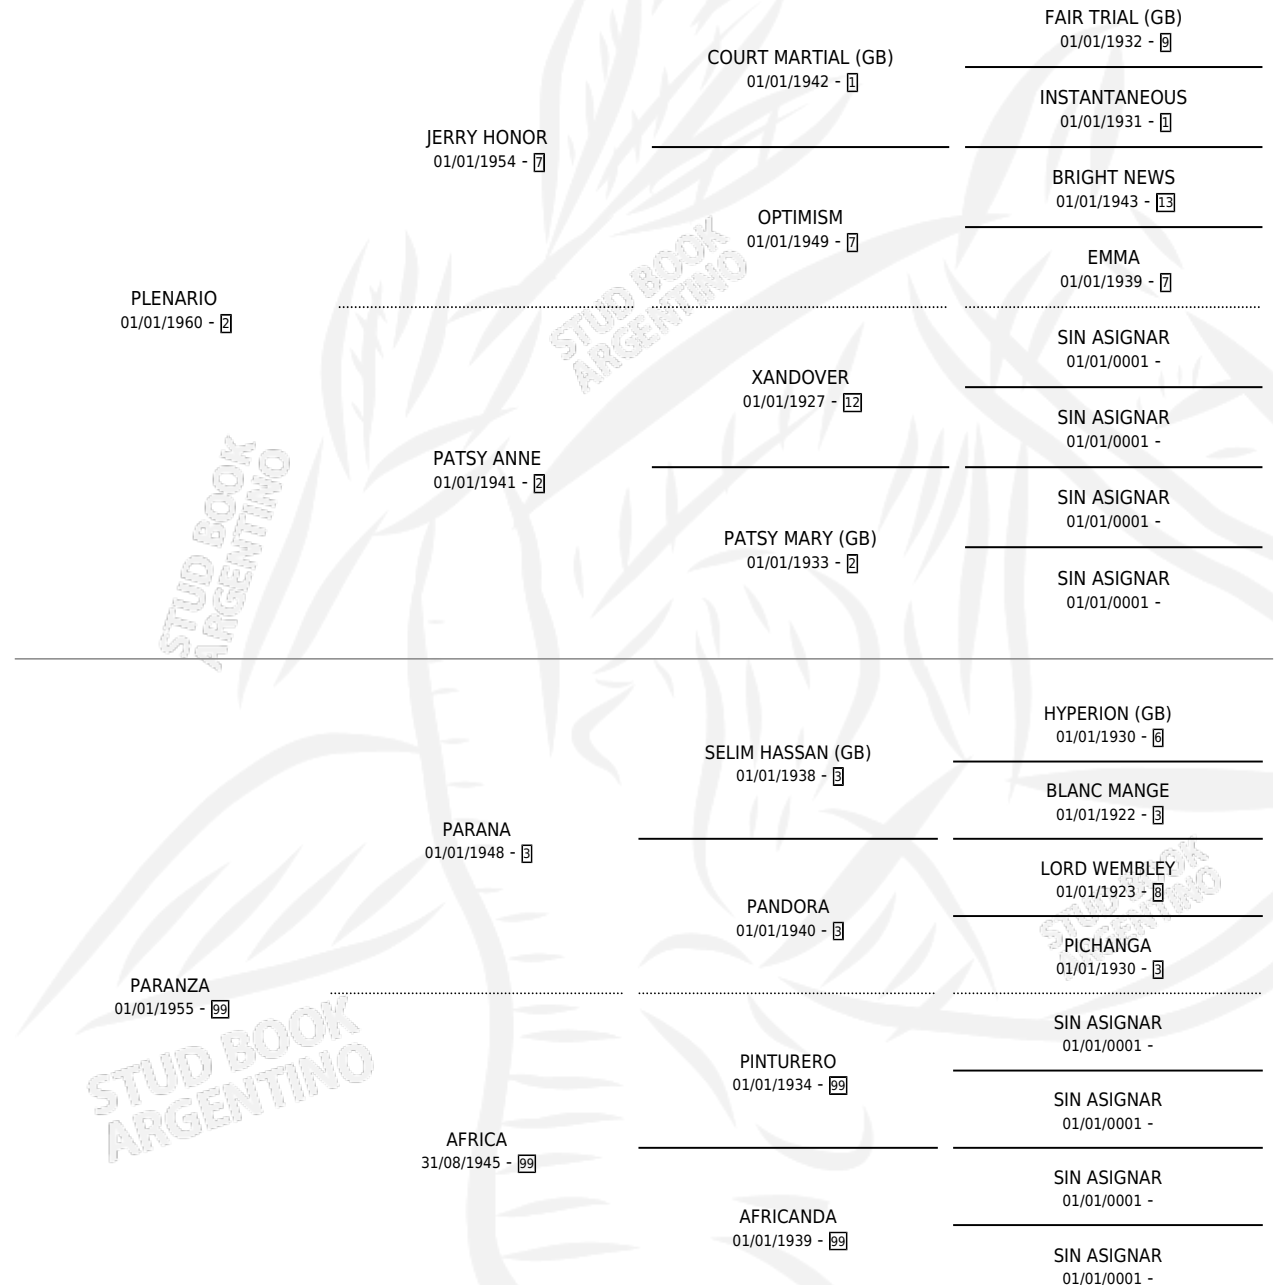 FAIR TRIAL (GB)
01/01/1932 - 9
COURT MARTIAL (GB)
01/01/1942 - 1
INSTANTANEOUS
01/01/1931 - 1
JERRY HONOR
01/01/1954 - 7
BRIGHT NEWS
01/01/1943 - 13
OPTIMISM
01/01/1949 - 7
EMMA
01/01/1939 - 7
PLENARIO
01/01/1960 - 2
SIN ASIGNAR
01/01/0001 -
XANDOVER
01/01/1927 - 12
SIN ASIGNAR
01/01/0001 -
PATSY ANNE
01/01/1941 - 2
SIN ASIGNAR
01/01/0001 -
PATSY MARY (GB)
01/01/1933 - 2
SIN ASIGNAR
01/01/0001 -
HYPERION (GB)
01/01/1930 - 6
SELIM HASSAN (GB)
01/01/1938 - 3
BLANC MANGE
01/01/1922 - 3
PARANA
01/01/1948 - 3
LORD WEMBLEY
01/01/1923 - 8
PANDORA
01/01/1940 - 3
PICHANGA
01/01/1930 - 3
PARANZA
01/01/1955 - 99
SIN ASIGNAR
01/01/0001 -
PINTURERO
01/01/1934 - 99
SIN ASIGNAR
01/01/0001 -
AFRICA
31/08/1945 - 99
SIN ASIGNAR
01/01/0001 -
AFRICANDA
01/01/1939 - 99
SIN ASIGNAR
01/01/0001 -
STUD BOOK
ARGENTINO
STUD BOOK
ARGENTINO
STUD BOOK
ARGENTINO
STUD BOOK
ARGENTINO